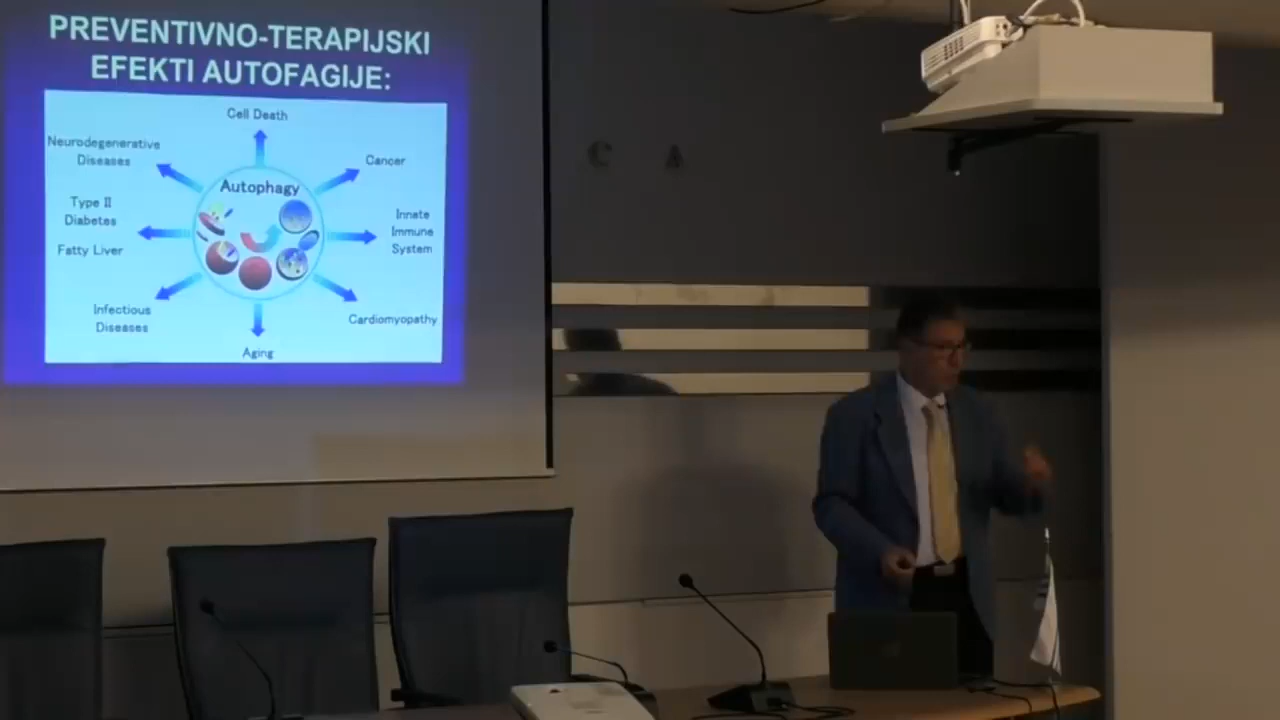 PREVENTIVNO-TERAPIJSKI
EFEKTI AUTOFAGIJE:
Cell Death
Neurodegenerative
Diseases
Cancer
Autophagy
Type II
Diabetes
Innate
Immune
System
Fatty Liver
Infectious
Diseases
Cardiomyopathy
Aging
C A